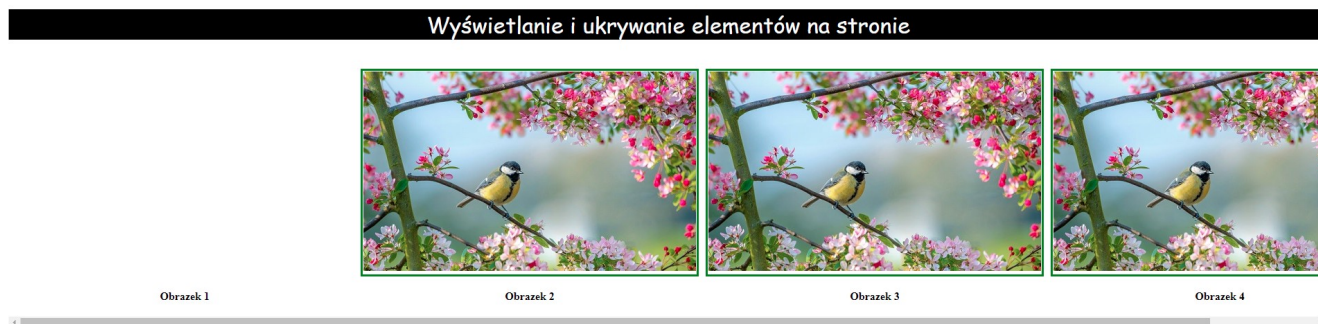 Wyświetlanie i ukrywanie elementów na stronie
Obrazek 1
Obrazek 2
Obrazek 3
Obrazek 4